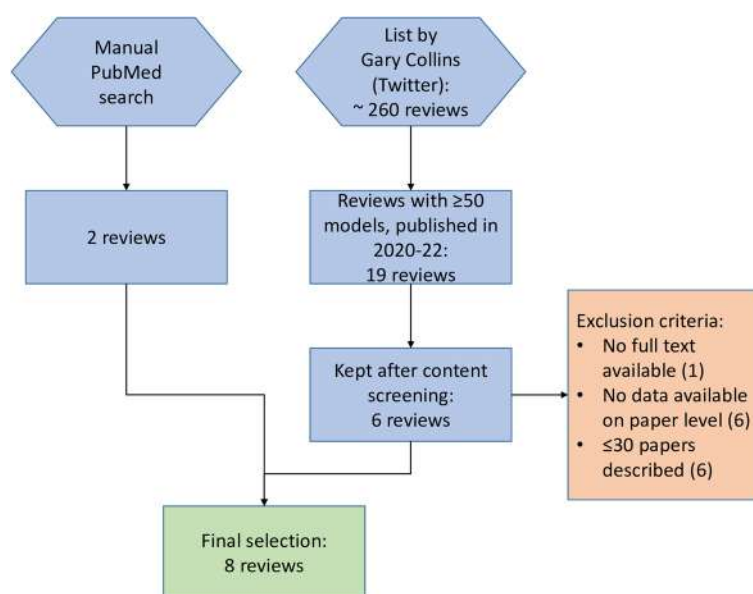 Manual
PubMed
search
List by
Gary Collins
(Twitter):
~ 260 reviews
2 reviews
Reviews with ≥50
models, published in
2020-22:
19 reviews
Kept after content
screening:
6 reviews
Exclusion criteria:
• No full text
available (1)
• No data available
on paper level (6)
• ≤30 papers
described (6)
Final selection:
8 reviews